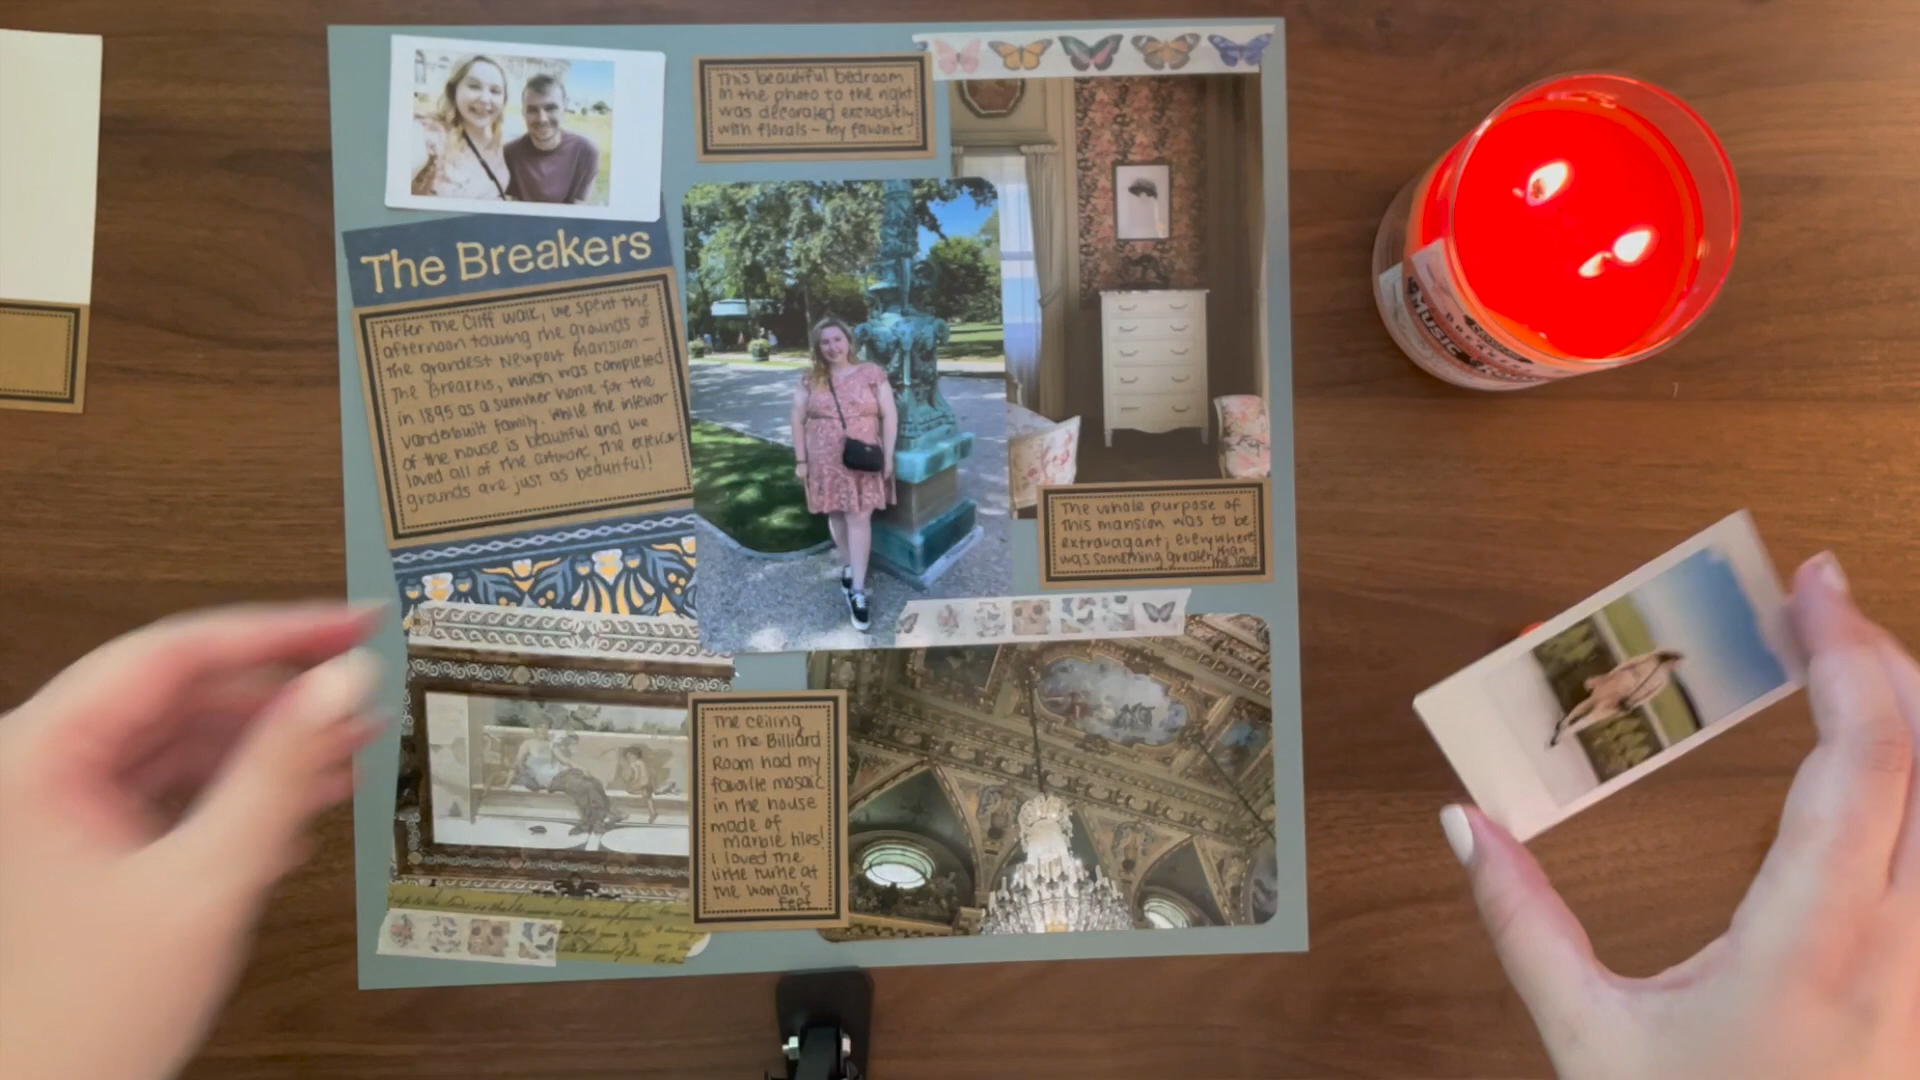 This beautiful bedroom
in the photo to the right
was decorated exclusively
with florals - my favorite!
The Breakers
After the Cliff Walk, we spent the
afternoon touring the grounds of
the grandest Newport Mansion -
The Breakers, which was completed
in 1895 as a summer home for the
Vanderbuilt family. While the interior
of the house is beautiful and we
loved all of the artwork, the exterior
grounds are just as beautiful!
The whole purpose of
this mansion was to be
extravagant; everywhere
was something greater than
the last
The ceiling
in the Billiard
Room had my
favorite mosaic
in the house
made of
marble tiles!
I loved the
little turtle at
the woman's
feet
MUSIC